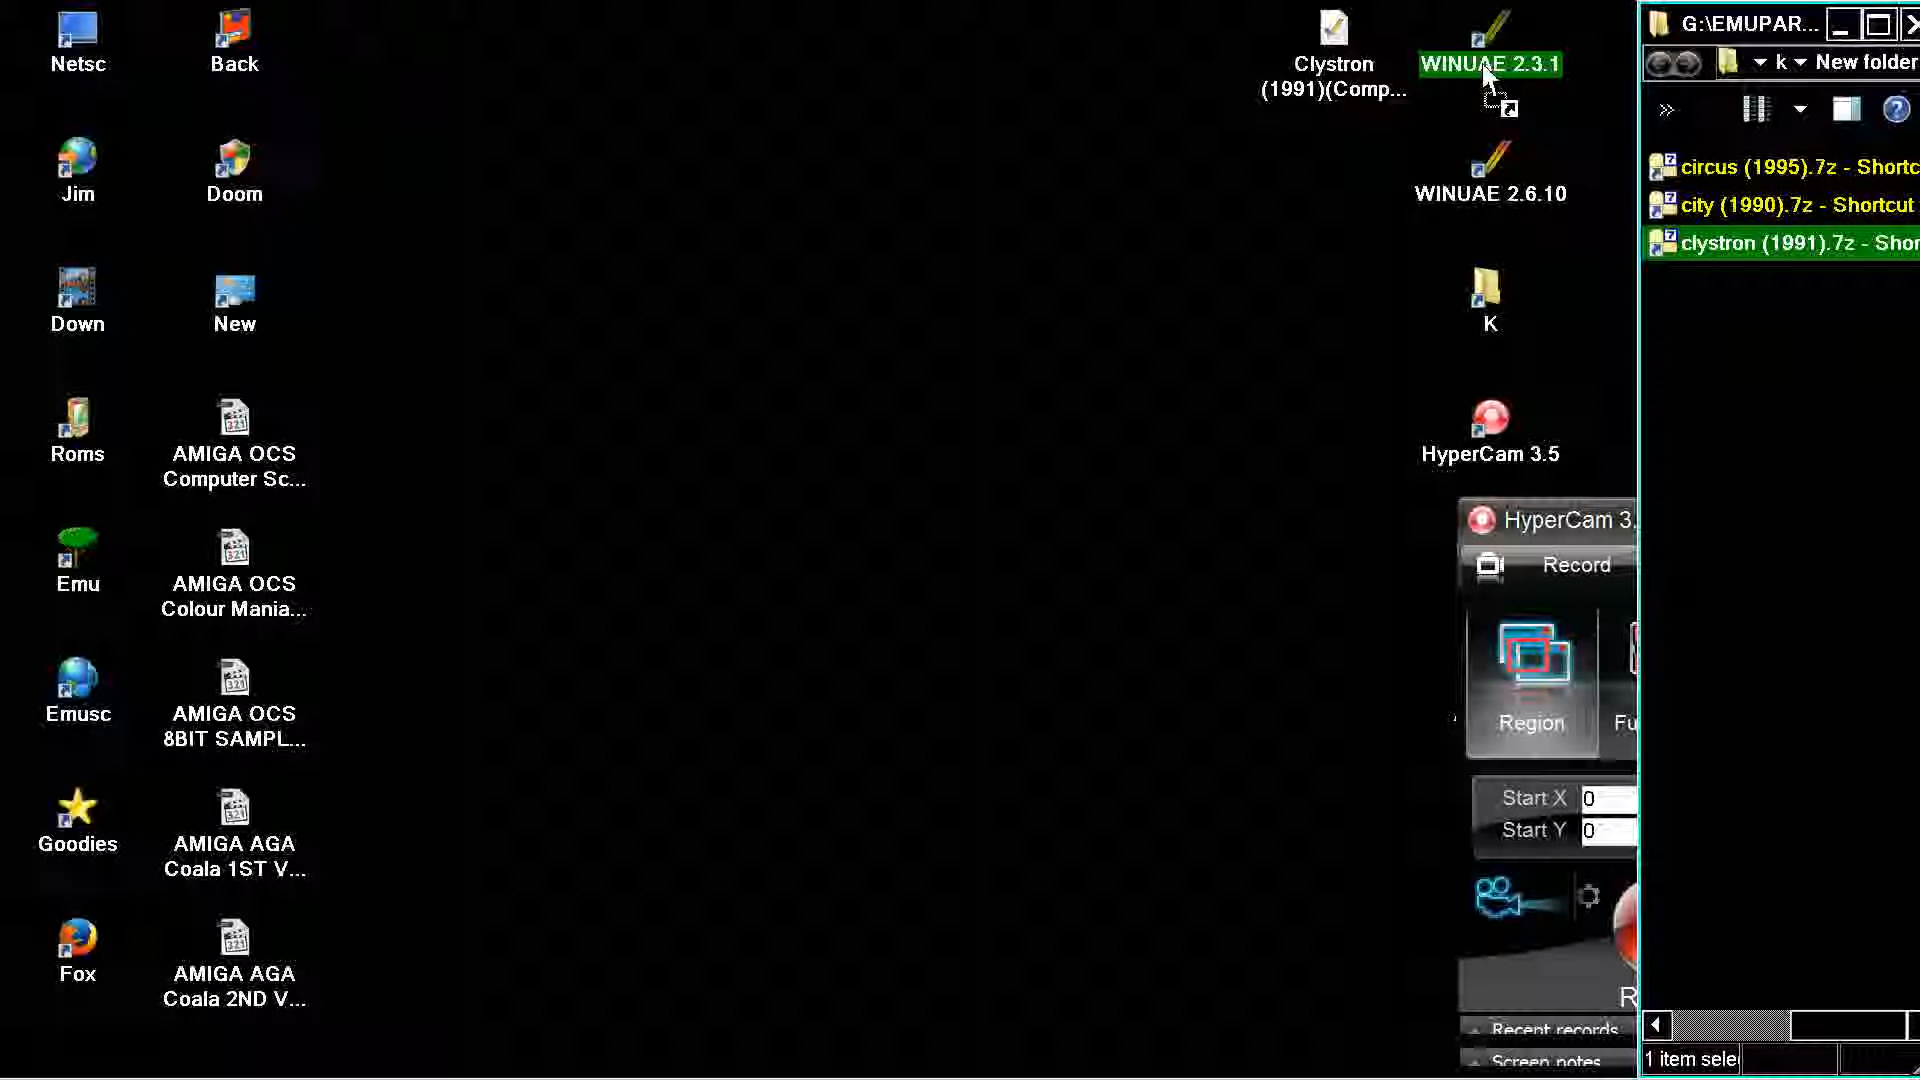 Netsc
Back
Jim
Doom
Down
New
Roms
AMIGA OCS
Computer Sc...
Emu
AMIGA OCS
Colour Mania...
Emusc
AMIGA OCS
8BIT SAMPL...
Goodies
AMIGA AGA
Coala 1ST V...
Fox
AMIGA AGA
Coala 2ND V...
Clystron
(1991)(Comp...
WINUAE 2.3.1
WINUAE 2.6.10
K
HyperCam 3.5
HyperCam 3.
Record
Region
Fu
Start X 0
Start Y 0
R
Recent records
Screen notes
G:\EMUPAR...
k New folder
circus (1995).7z - Shortc
city (1990).7z - Shortcut
clystron (1991).7z - Shor
1 item sele